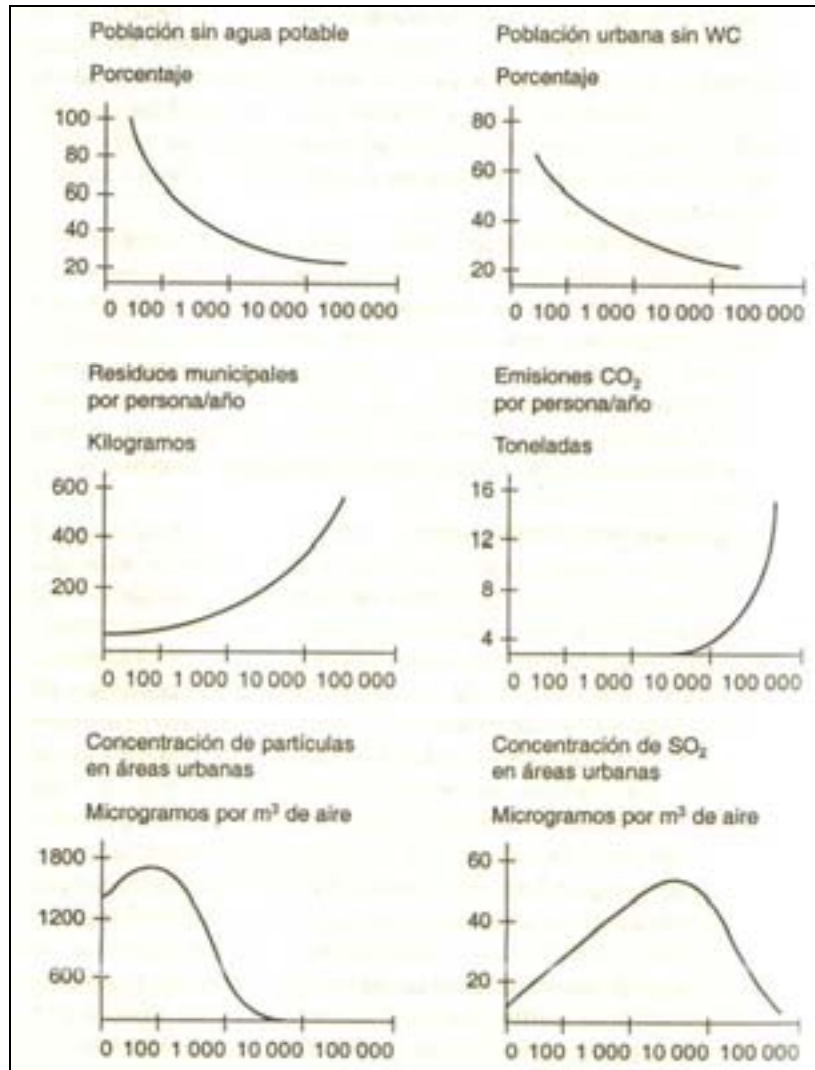 Población sin agua potable
Porcentaje
100
80
60
40
20
0 100 1 000 10 000 100 000
Población urbana sin WC
Porcentaje
80
60
40
20
0 100 1 000 10 000 100 000
Residuos municipales
por persona/año
Kilogramos
600
400
200
0 100 1 000 10 000 100 000
Emisiones CO₂
por persona/año
Toneladas
16
12
8
4
0 100 1 000 10 000 100 000
Concentración de partículas
en áreas urbanas
Microgramos por m³ de aire
1800
1200
600
0 100 1 000 10 000 100 000
Concentración de SO₂
en áreas urbanas
Microgramos por m³ de aire
60
40
20
0 100 1 000 10 000 100 000